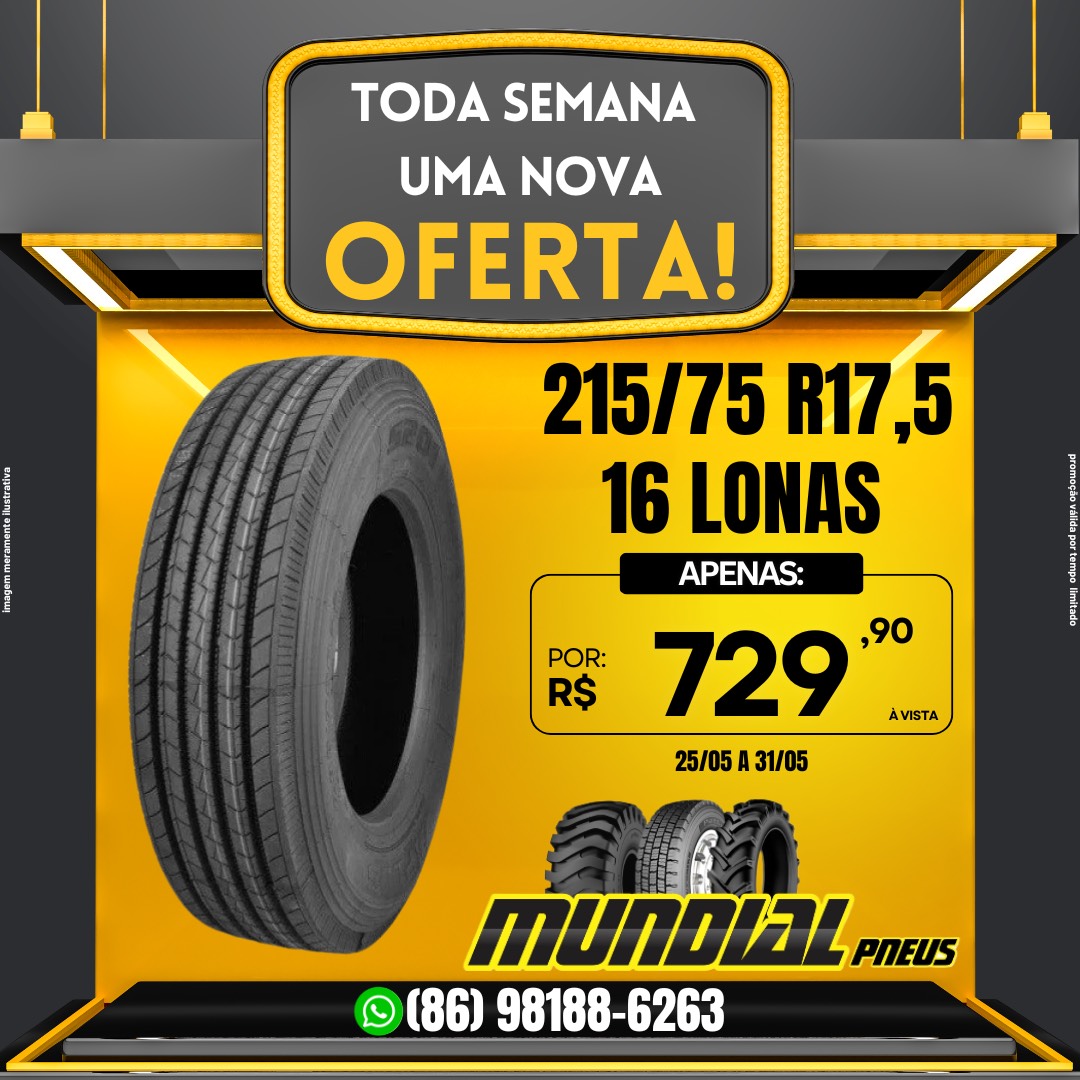 TODA SEMANA
UMA NOVA
OFERTA!
215/75 R17,5
16 LONAS
APENAS:
POR:
R$ 729,90
À VISTA
25/05 A 31/05
MUNDIAL PNEUS
(86) 98188-6263
imagem meramente ilustrativa
promoção válida por tempo limitado